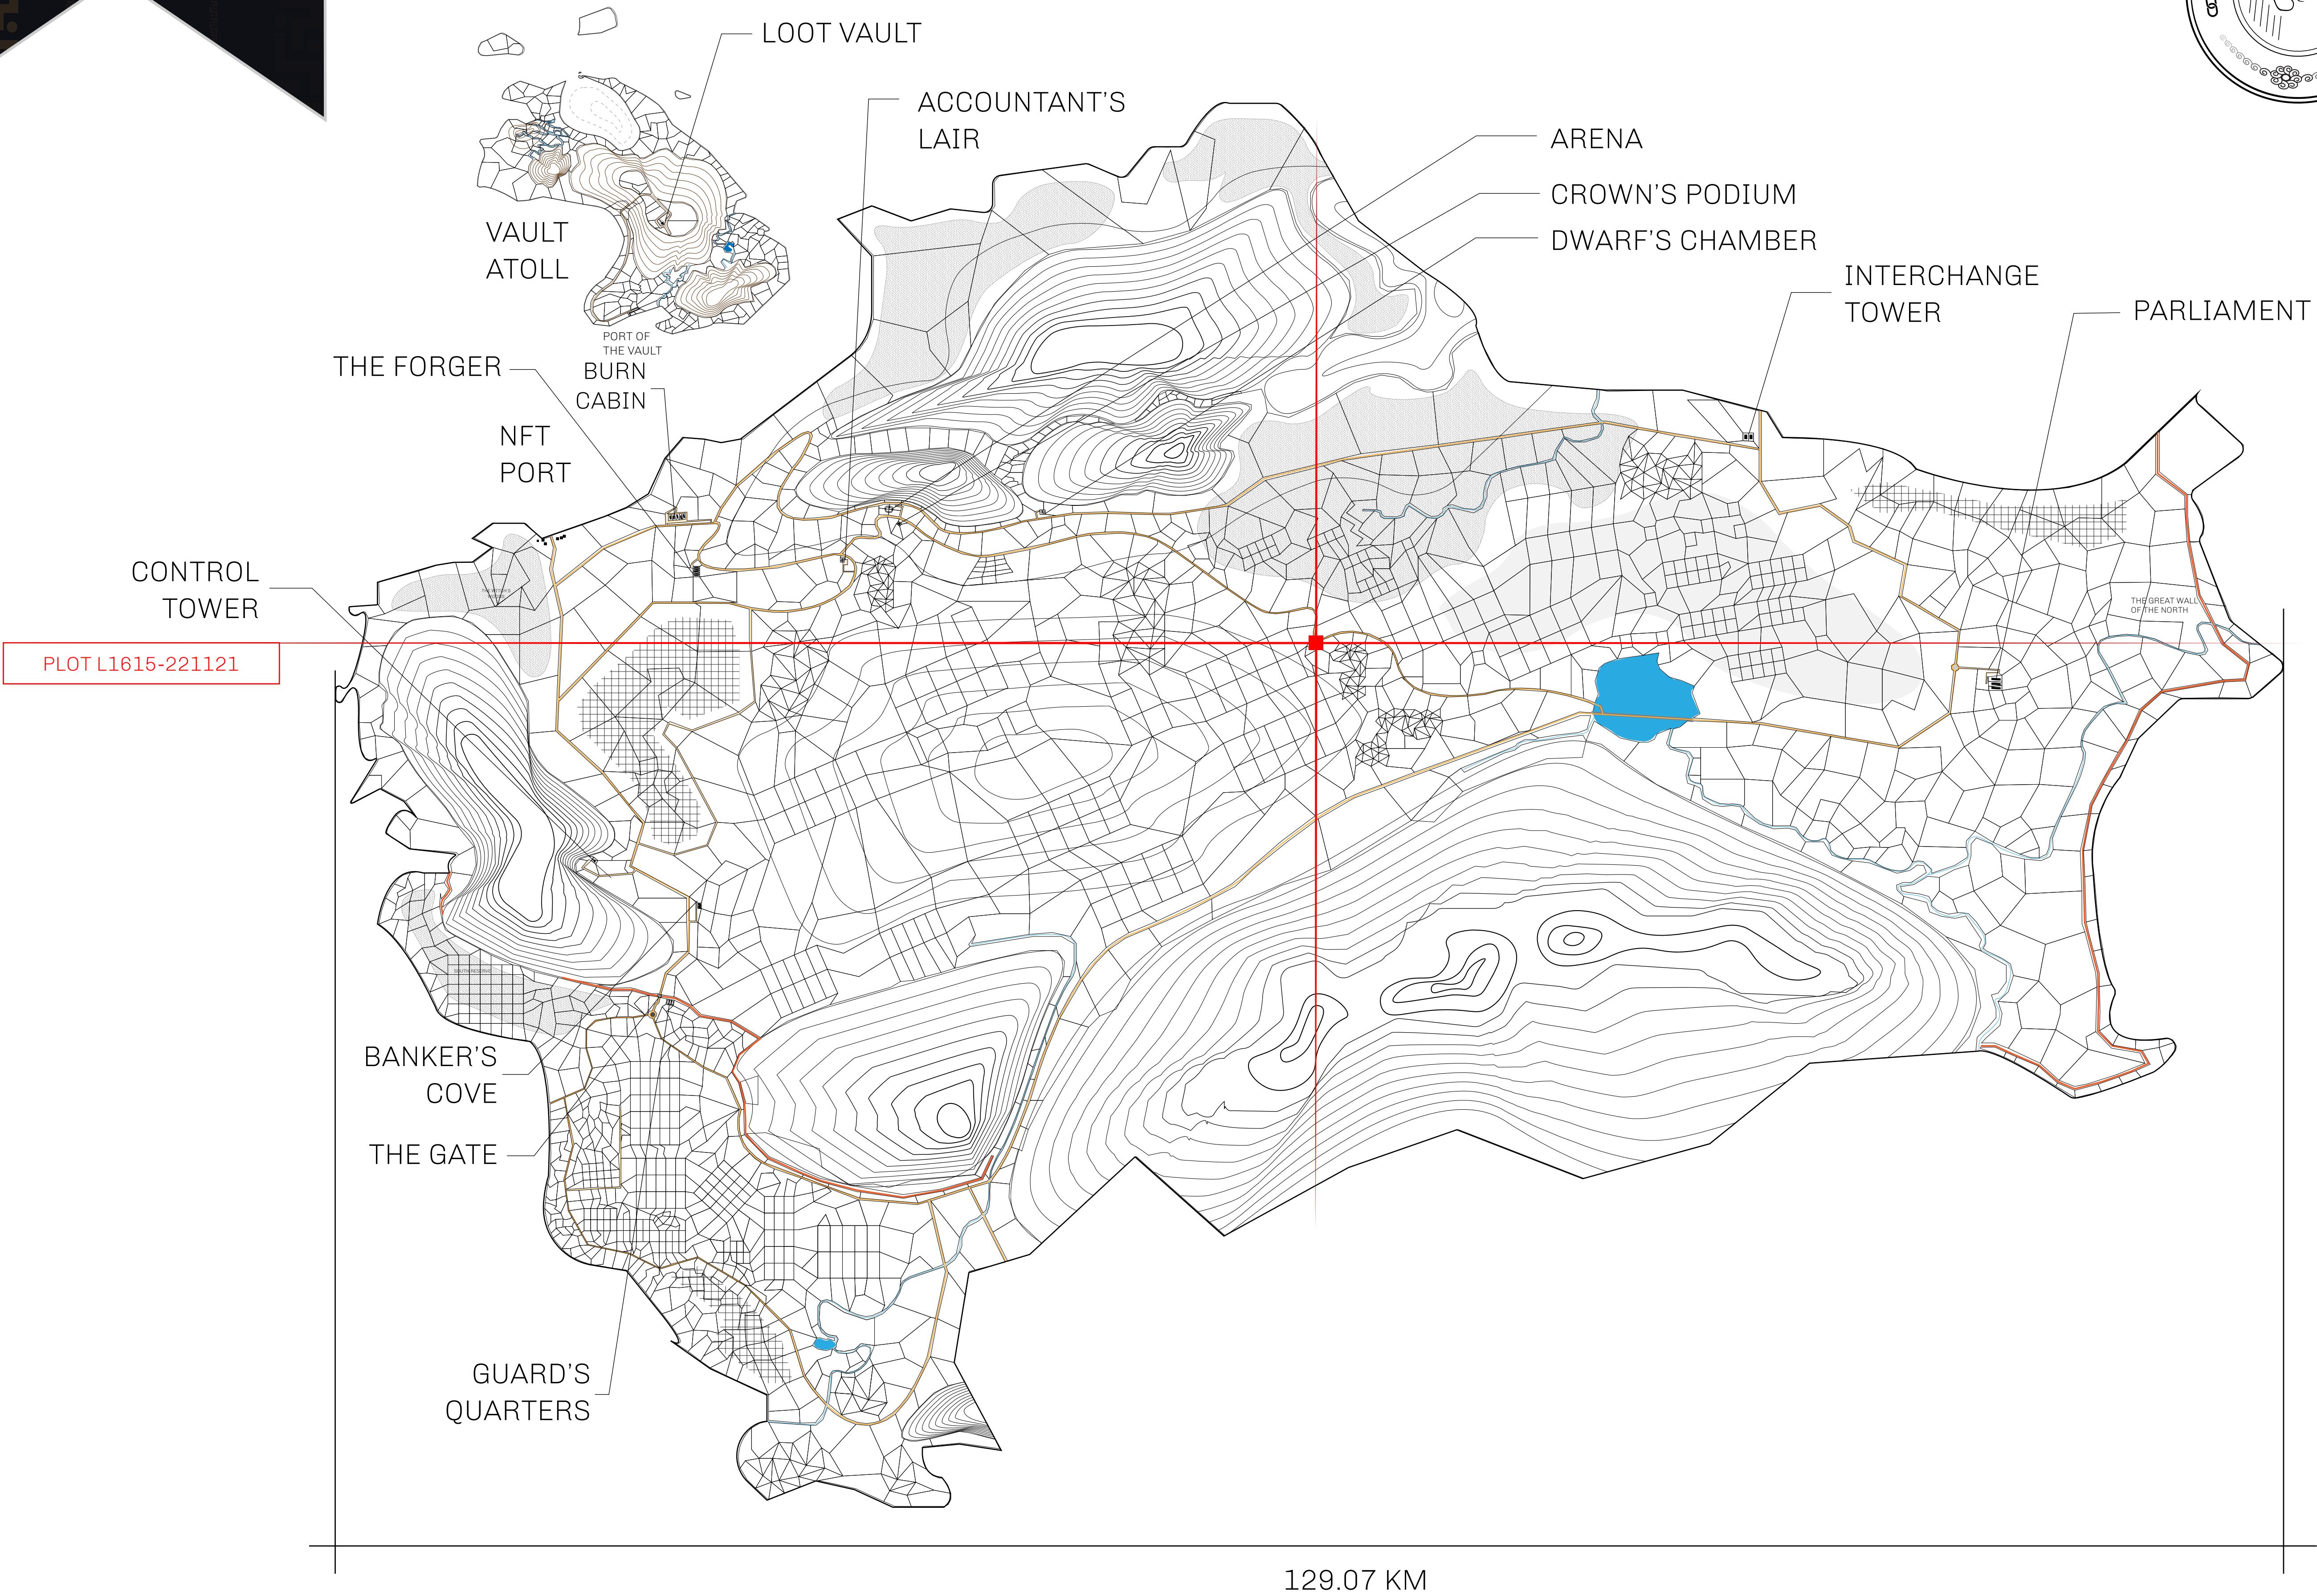 LOOT VAULT
ACCOUNTANT'S
LAIR
ARENA
CROWN'S PODIUM
DWARF'S CHAMBER
INTERCHANGE
TOWER
PARLIAMENT
VAULT
ATOLL
PORT OF
THE VAULT
THE FORGER
BURN
CABIN
NFT
PORT
CONTROL
TOWER
THE GREAT WALL
OF THE NORTH
PLOT L1615-221121
SOUTH RESERVE
BANKER'S
COVE
THE GATE
GUARD'S
QUARTERS
129.07 KM